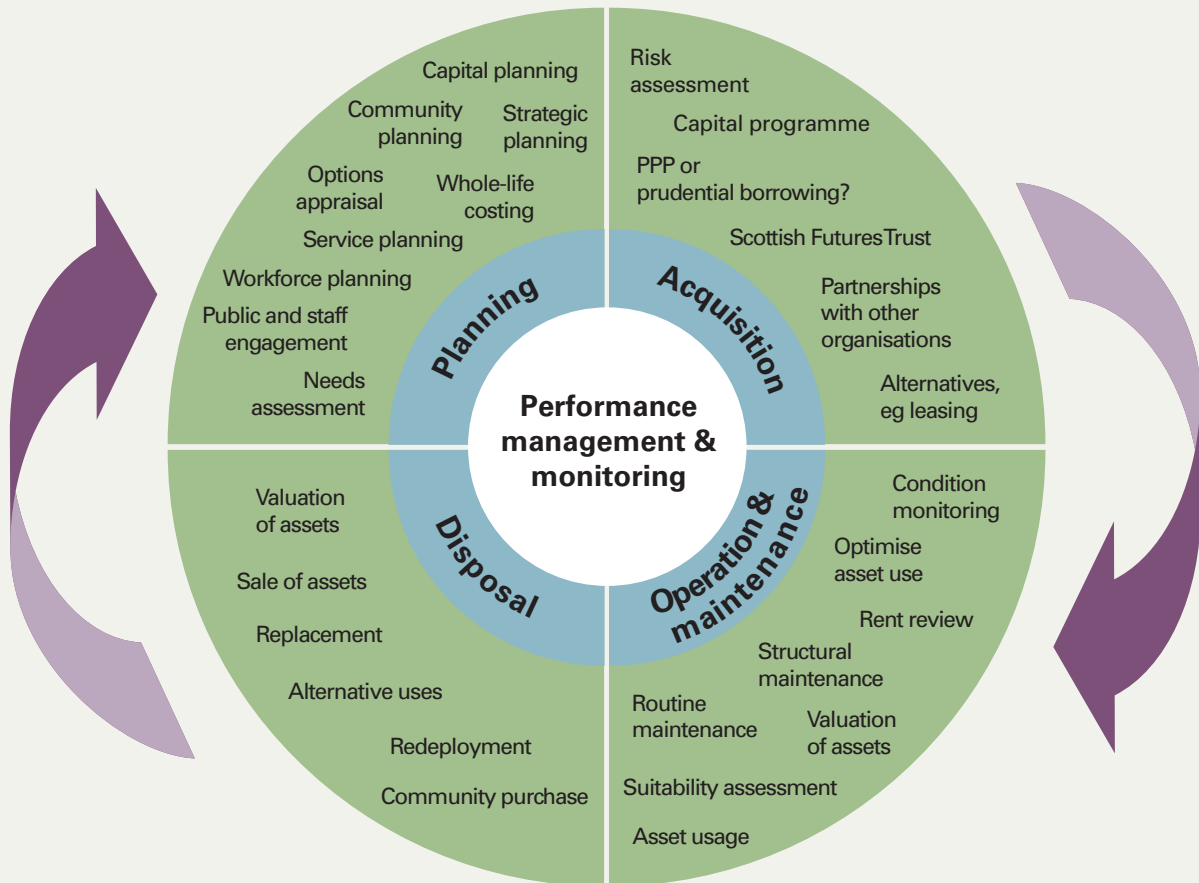 Capital planning
Community
planning
Strategic
planning
Options
appraisal
Whole-life
costing
Service planning
Workforce planning
Public and staff
engagement
Needs
assessment
Planning
Risk
assessment
Capital programme
PPP or
prudential borrowing?
Scottish Futures Trust
Partnerships
with other
organisations
Alternatives,
eg leasing
Acquisition
Performance
management &
monitoring
Valuation
of assets
Sale of assets
Replacement
Alternative uses
Redeployment
Community purchase
Disposal
Operation &
maintenance
Condition
monitoring
Optimise
asset use
Rent review
Structural
maintenance
Routine
maintenance
Valuation
of assets
Suitability assessment
Asset usage